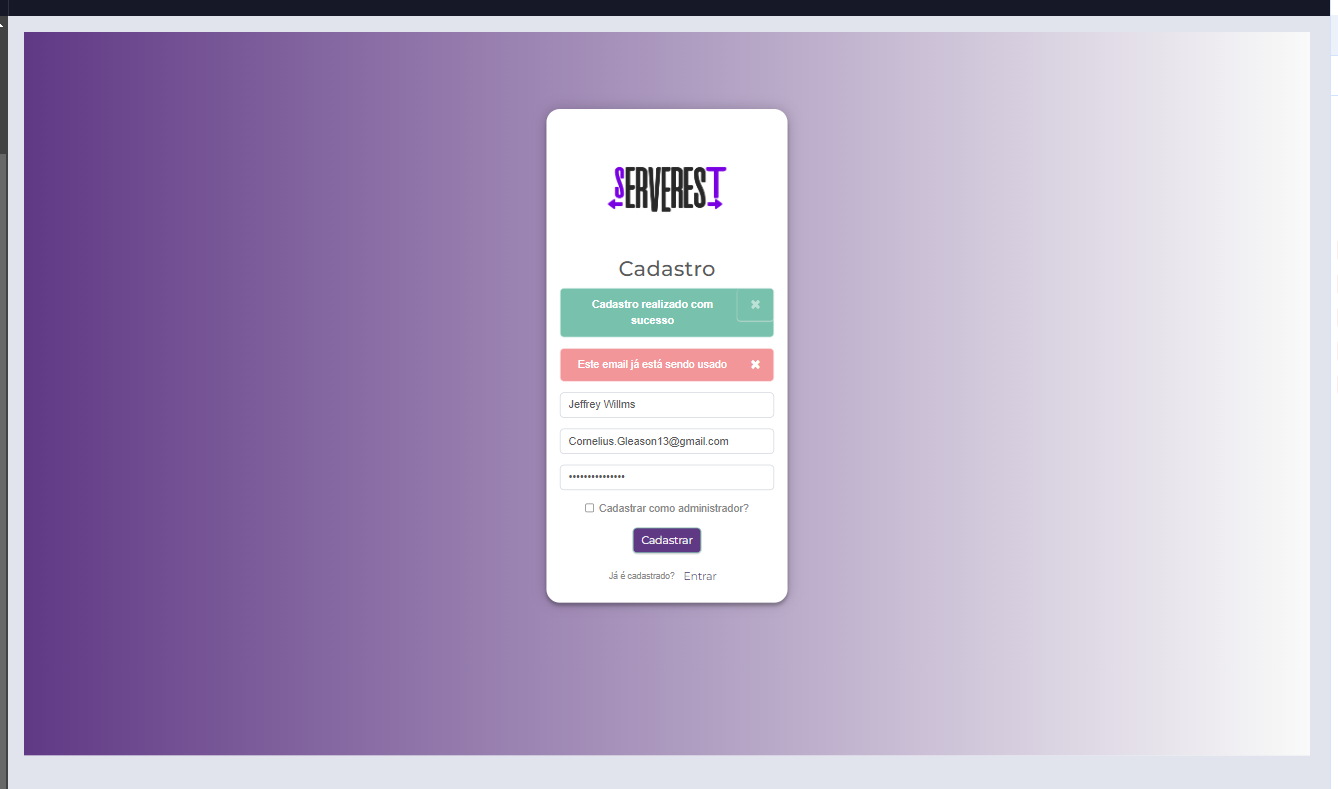 SERVEREST
Cadastro
Cadastro realizado com
sucesso
Este email já está sendo usado
Jeffrey Willms
Cornelius.Gleason13@gmail.com
Cadastrar como administrador?
Cadastrar
Já é cadastrado? Entrar